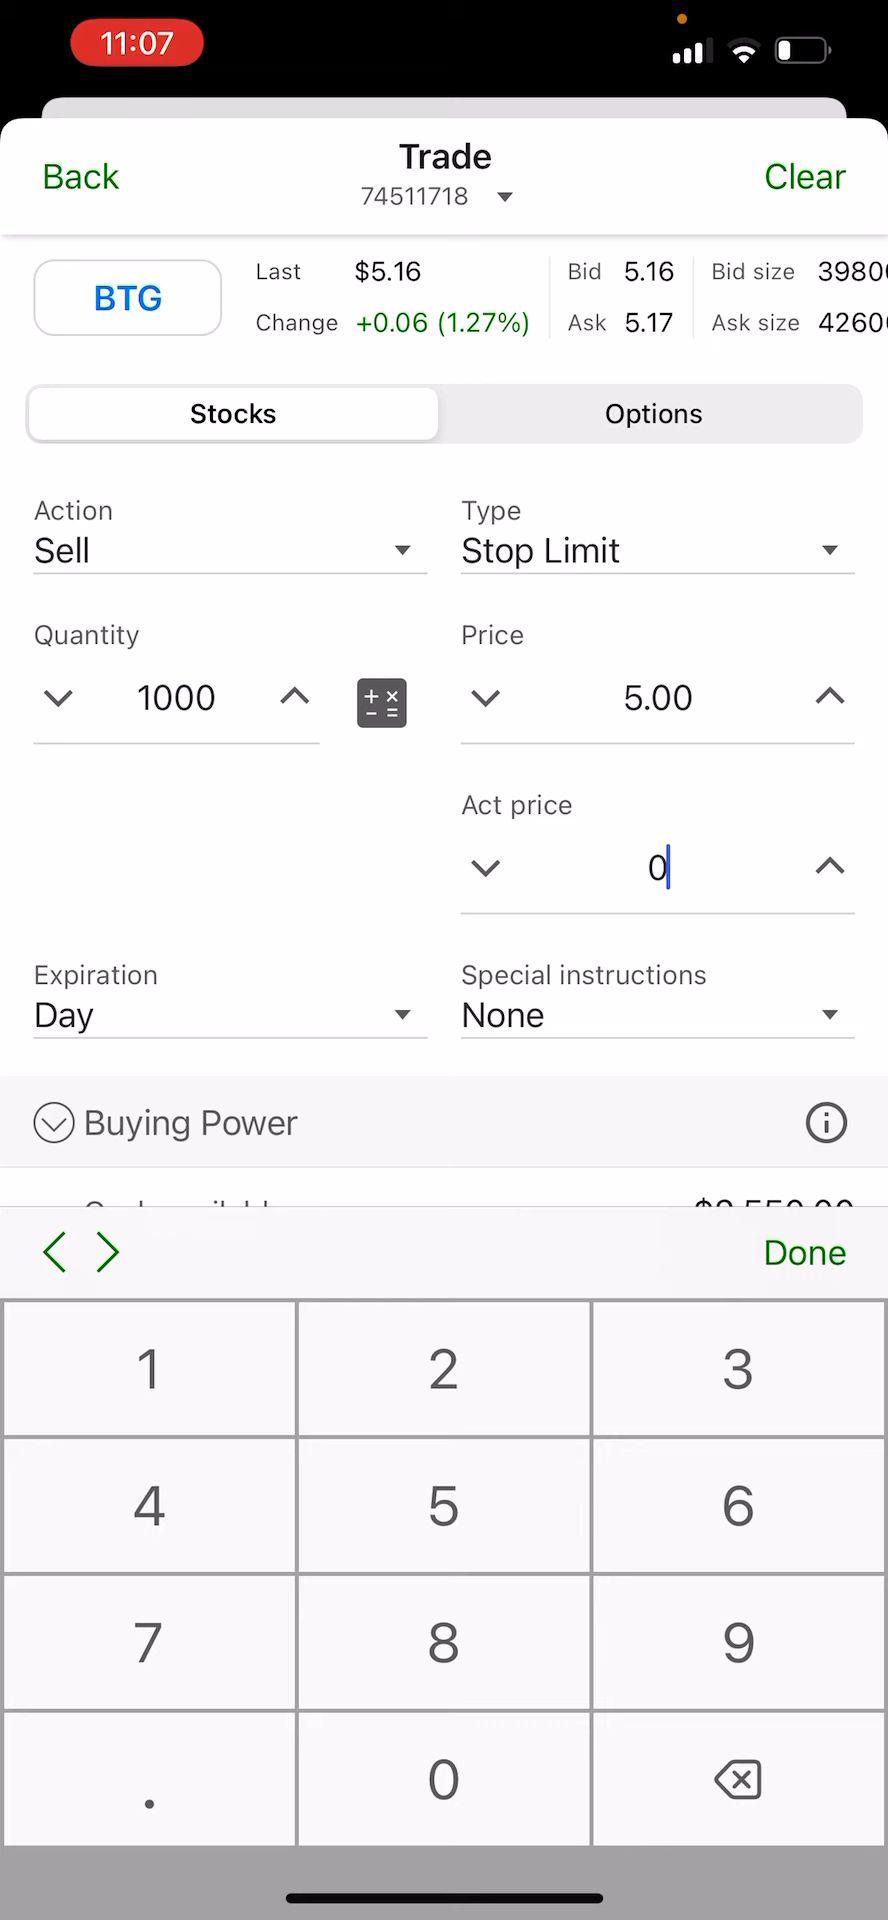 11:07
Back
Trade
Clear
74511718
BTG
Last $5.16
Change +0.06 (1.27%)
Bid 5.16
Ask 5.17
Bid size
Ask size
Stocks
Options
Action
Sell
Type
Stop Limit
Quantity
1000
Price
5.00
Act price
0
Expiration
Day
Special instructions
None
Buying Power
Done
1 2 3
4 5 6
7 8 9
. 0